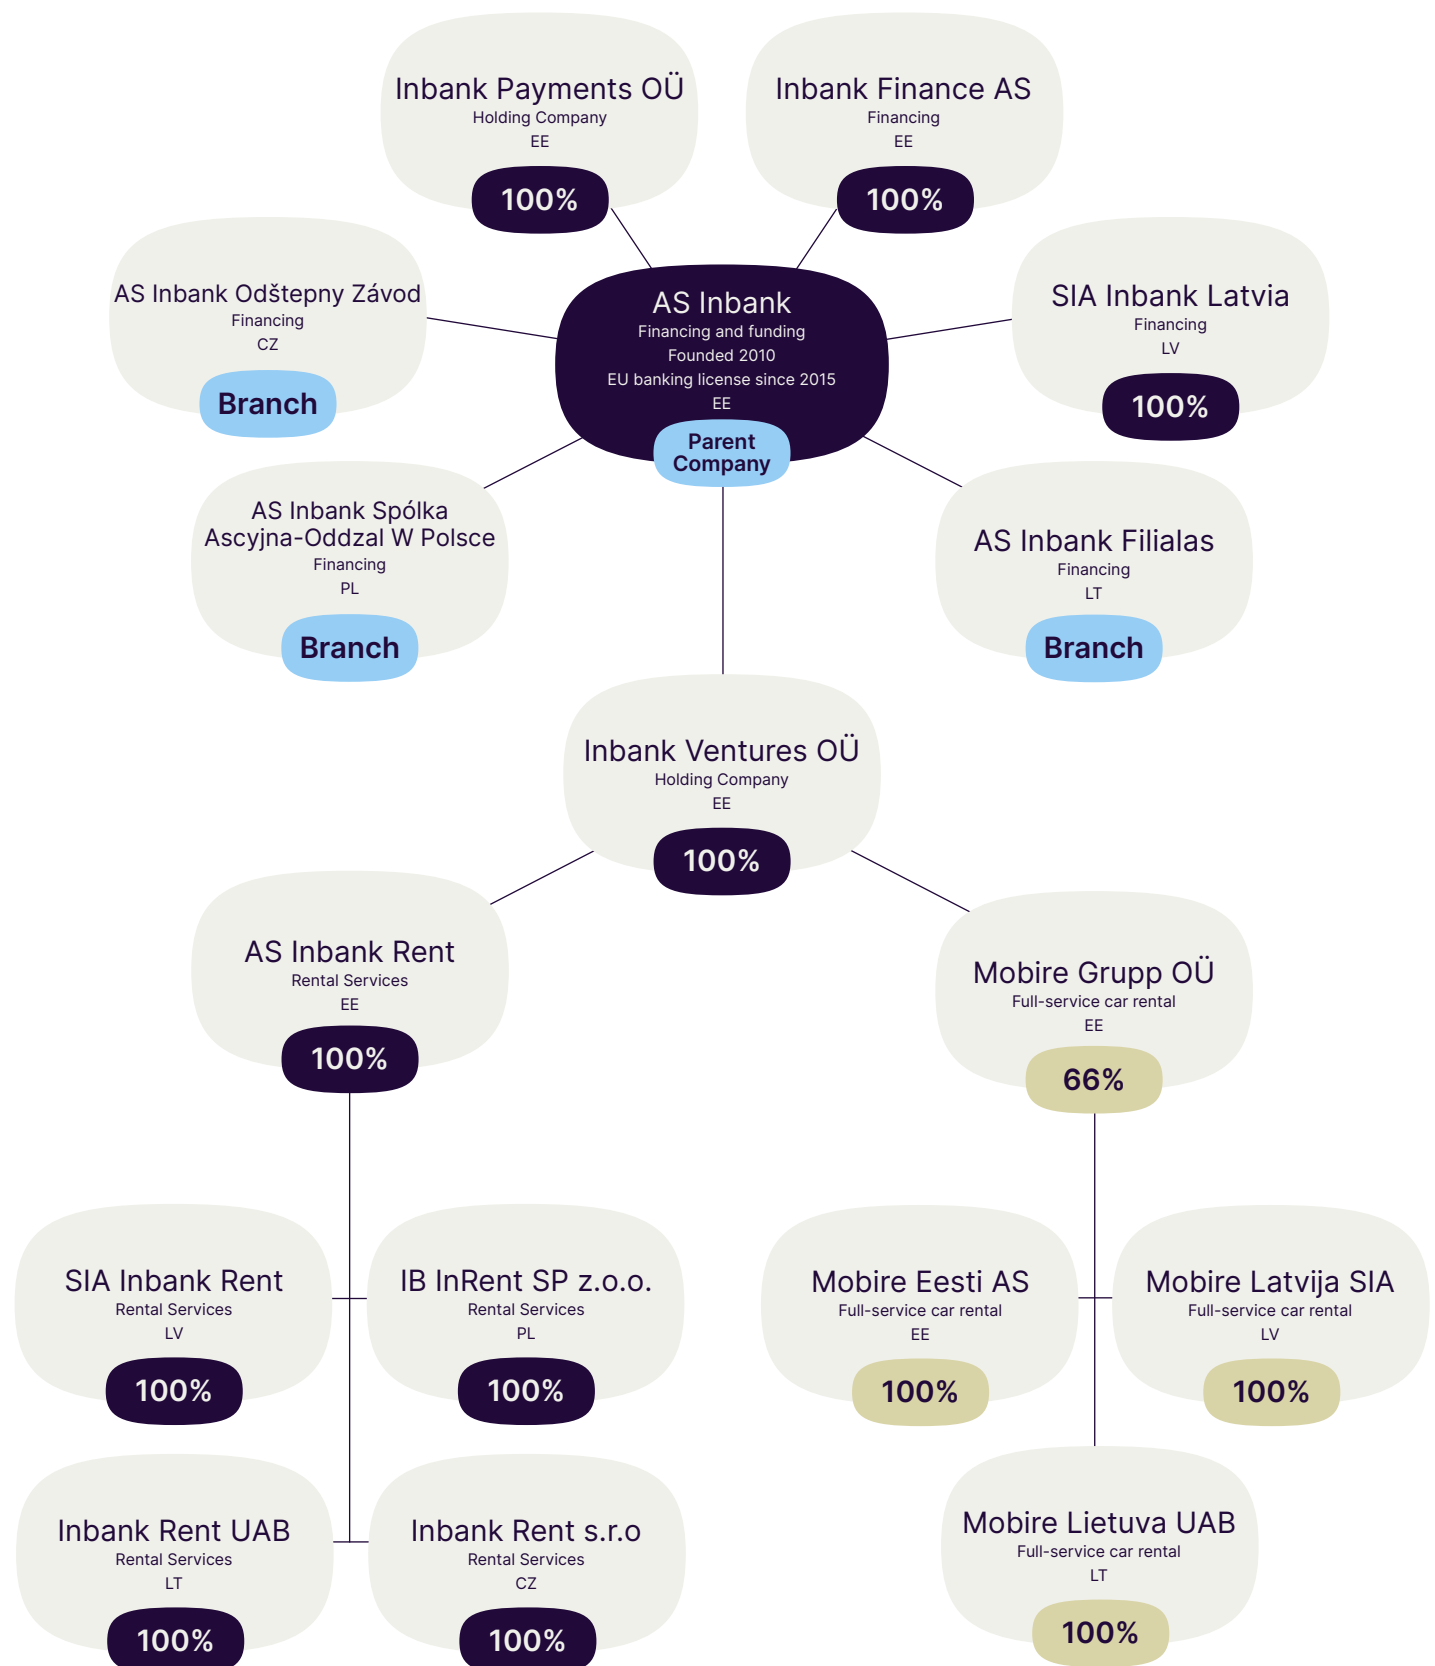 Inbank Payments OÜ
Holding Company
EE
100%
Inbank Finance AS
Financing
EE
100%
AS Inbank Odštepny Závod
Financing
CZ
Branch
AS Inbank
Financing and funding
Founded 2010
EU banking license since 2015
EE
Parent
Company
SIA Inbank Latvia
Financing
LV
100%
AS Inbank Spólka
Ascyjna-Oddzal W Polsce
Financing
PL
Branch
AS Inbank Filialas
Financing
LT
Branch
Inbank Ventures OÜ
Holding Company
EE
100%
AS Inbank Rent
Rental Services
EE
100%
Mobire Grupp OÜ
Full-service car rental
EE
66%
SIA Inbank Rent
Rental Services
LV
100%
IB InRent SP z.o.o.
Rental Services
PL
100%
Mobire Eesti AS
Full-service car rental
EE
100%
Mobire Latvija SIA
Full-service car rental
LV
100%
Inbank Rent UAB
Rental Services
LT
100%
Inbank Rent s.r.o
Rental Services
CZ
100%
Mobire Lietuva UAB
Full-service car rental
LT
100%